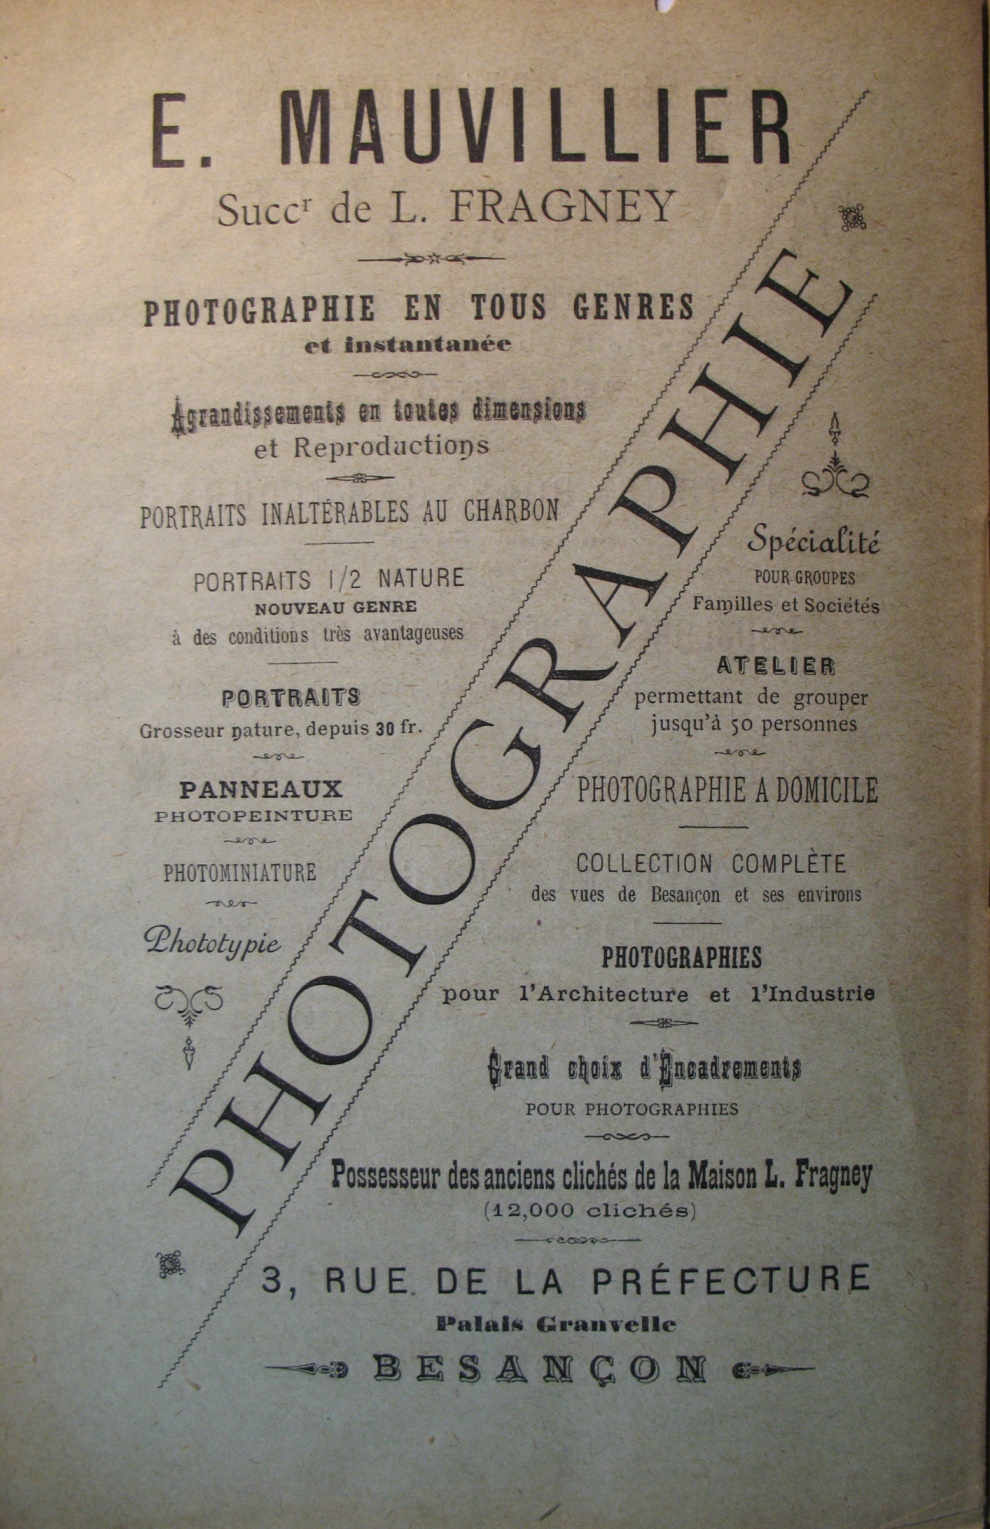 E. MAUVILLIER
Succr de L. FRAGNEY
PHOTOGRAPHIE EN TOUS GENRES
et instantanée
Agrandissements en toutes dimensions
et Reproductions
PORTRAITS INALTÉRABLES AU CHARBON
PORTRAITS 1/2 NATURE
NOUVEAU GENRE
à des conditions très avantageuses
PORTRAITS
Grosseur nature, depuis 30 fr.
PANNEAUX
PHOTOPEINTURE
PHOTOMINIATURE
Phototypie
PHOTOGRAPHIE
Spécialité
POUR GROUPES
Familles et Sociétés
ATELIER
permettant de grouper
jusqu'à 50 personnes
PHOTOGRAPHIE A DOMICILE
COLLECTION COMPLÈTE
des vues de Besançon et ses environs
PHOTOGRAPHIES
pour l'Architecture et l'Industrie
Grand choix d'Encadrements
POUR PHOTOGRAPHIES
Possesseur des anciens clichés de la Maison L. Fragney
(12,000 clichés)
3, RUE DE LA PRÉFECTURE
Palais Granvelle
BESANÇON